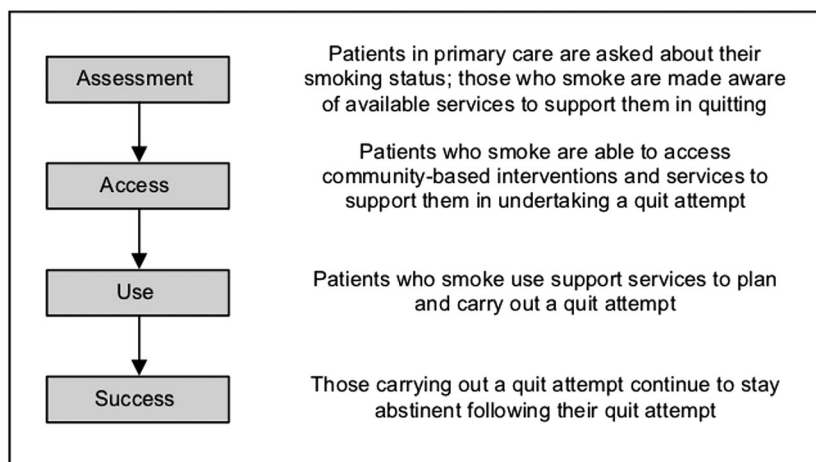 Assessment
Patients in primary care are asked about their
smoking status; those who smoke are made aware
of available services to support them in quitting
Access
Patients who smoke are able to access
community-based interventions and services to
support them in undertaking a quit attempt
Use
Patients who smoke use support services to plan
and carry out a quit attempt
Success
Those carrying out a quit attempt continue to stay
abstinent following their quit attempt